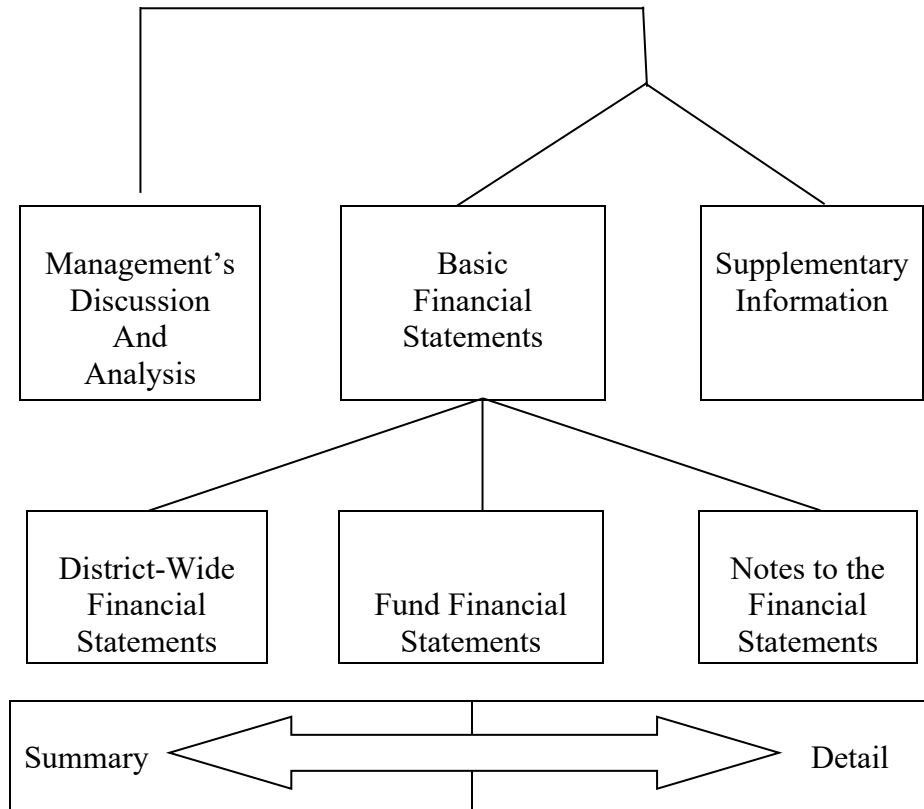 Management’s
Discussion
And
Analysis
Basic
Financial
Statements
Supplementary
Information
District-Wide
Financial
Statements
Fund Financial
Statements
Notes to the
Financial
Statements
Summary
Detail